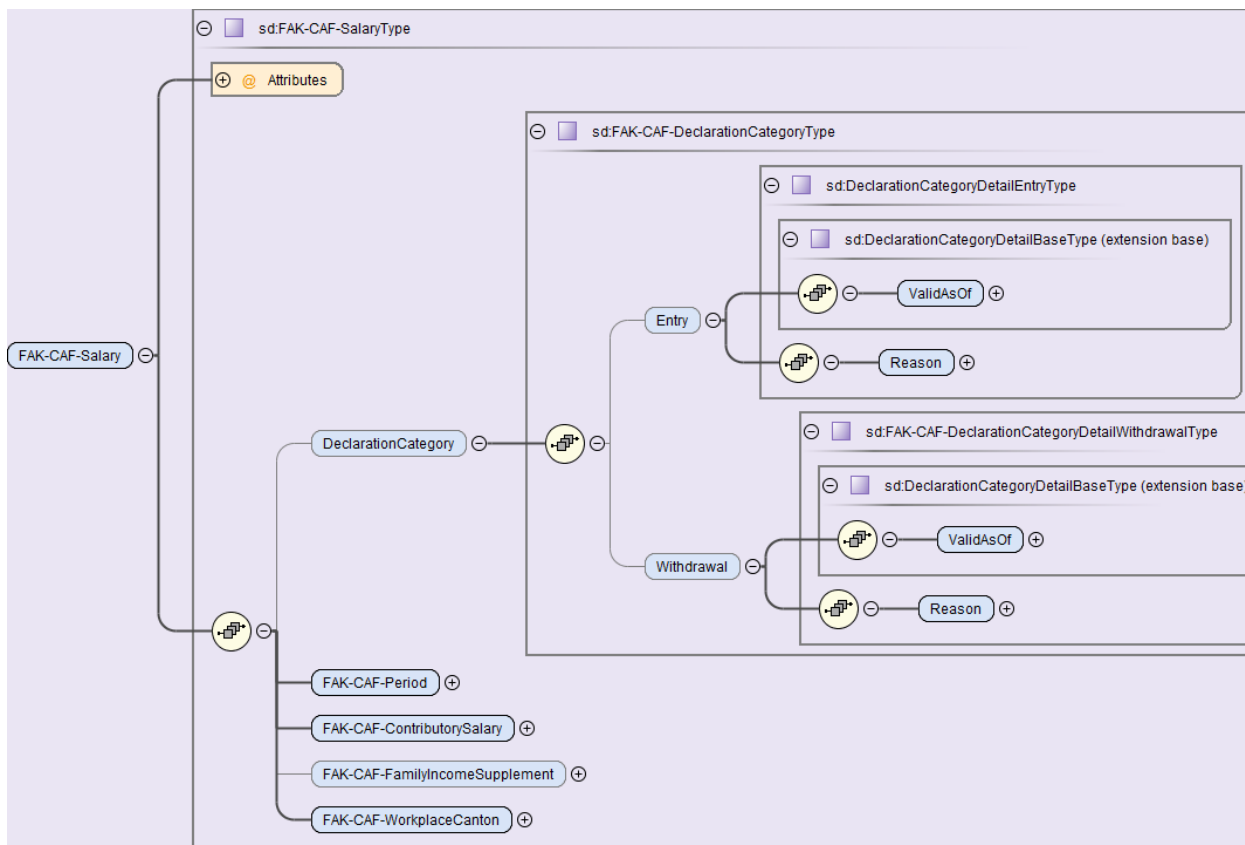 sd:FAK-CAF-SalaryType
@ Attributes
sd:FAK-CAF-DeclarationCategoryType
sd:DeclarationCategoryDetailEntryType
sd:DeclarationCategoryDetailBaseType (extension base)
ValidAsOf
Entry
Reason
FAK-CAF-Salary
sd:FAK-CAF-DeclarationCategoryDetailWithdrawalType
DeclarationCategory
sd:DeclarationCategoryDetailBaseType (extension base)
ValidAsOf
Withdrawal
Reason
FAK-CAF-Period
FAK-CAF-ContributorySalary
FAK-CAF-FamilyIncomeSupplement
FAK-CAF-WorkplaceCanton